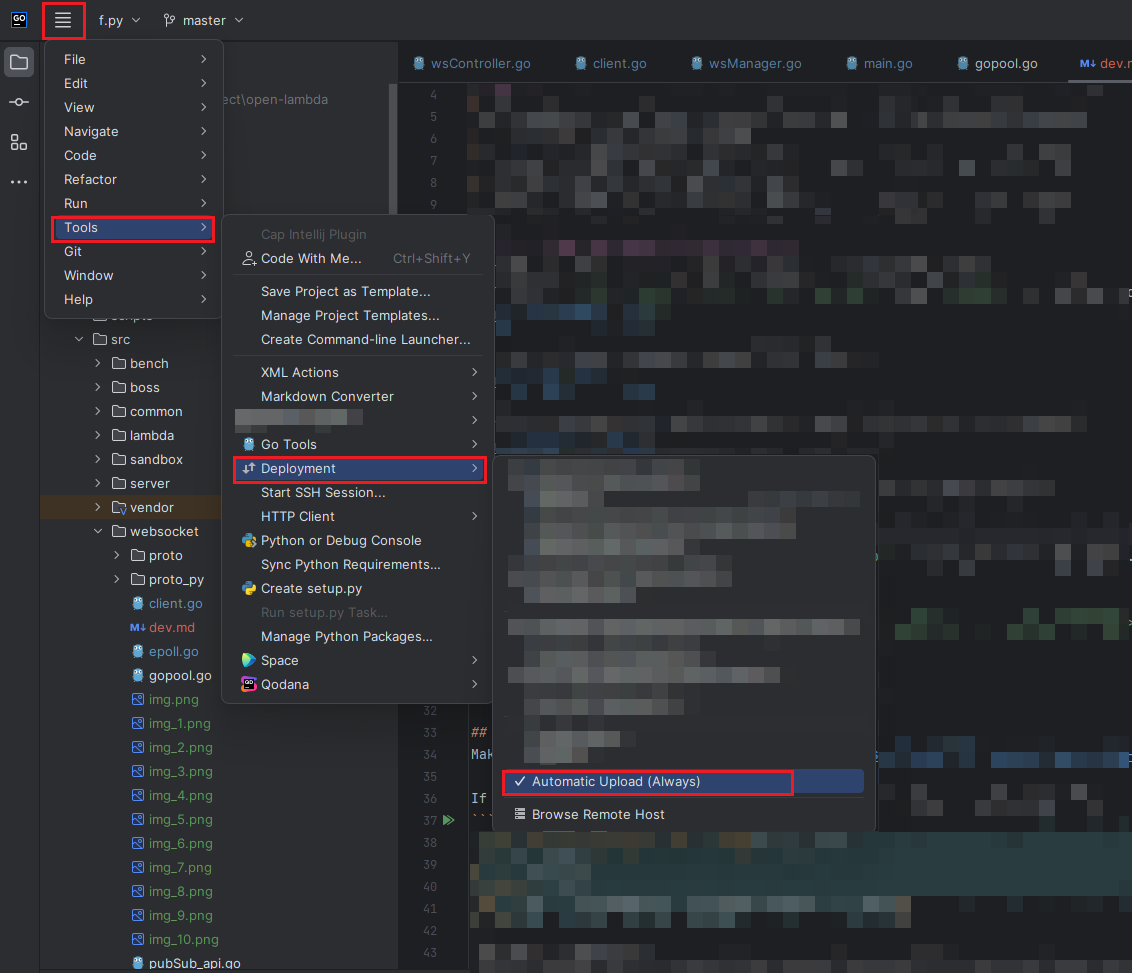 GO
f.py
master
File
Edit
View
Navigate
Code
Refactor
Run
Tools
Git
Window
Help
ect\open-lambda
wsController.go
client.go
wsManager.go
main.go
gopool.go
M↓ dev.m
Cap Intellij Plugin
Code With Me... Ctrl+Shift+Y
Save Project as Template...
Manage Project Templates...
Create Command-line Launcher...
XML Actions
Markdown Converter
Go Tools
Deployment
Start SSH Session...
HTTP Client
Python or Debug Console
Sync Python Requirements...
Create setup.py
Run setup.py Task...
Manage Python Packages...
Space
Qodana
Automatic Upload (Always)
Browse Remote Host
scripts
src
bench
boss
common
lambda
sandbox
server
vendor
websocket
proto
proto_py
client.go
M↓ dev.md
epoll.go
gopool.go
img.png
img_1.png
img_2.png
img_3.png
img_4.png
img_5.png
img_6.png
img_7.png
img_8.png
img_9.png
img_10.png
pubSub_api.go
4
5
6
7
8
9
32
33 ##
34 Mak
35
36 If
37 ```
38
39
40
41
42
43